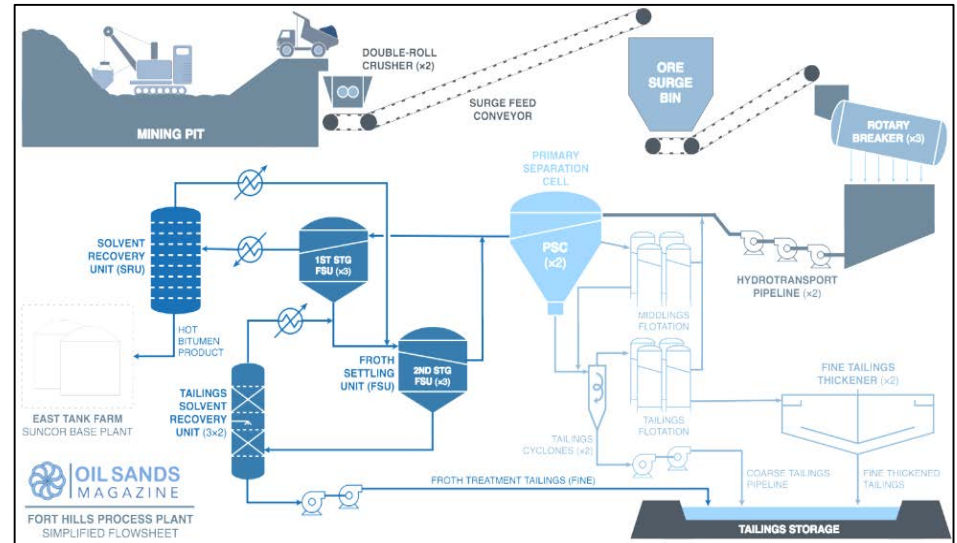 DOUBLE-ROLL
CRUSHER (×2)
SURGE FEED
CONVEYOR
MINING PIT
ORE
SURGE
BIN
ROTARY
BREAKER (×3)
PRIMARY
SEPARATION
CELL
PSC
(×2)
SOLVENT
RECOVERY
UNIT (SRU)
1ST STG
FSU (×3)
HYDROTRANSPORT
PIPELINE (×2)
MIDDLINGS
FLOTATION
HOT
BITUMEN
PRODUCT
FROTH
SETTLING
UNIT (FSU)
2ND STG
FSU (×3)
FINE TAILINGS
THICKENER (×2)
TAILINGS
SOLVENT
RECOVERY
UNIT (3×2)
EAST TANK FARM
SUNCOR BASE PLANT
TAILINGS
FLOTATION
TAILINGS
CYCLONES (×2)
COARSE TAILINGS
PIPELINE
FINE THICKENED
TAILINGS
FROTH TREATMENT TAILINGS (FINE)
TAILINGS STORAGE
OIL SANDS
MAGAZINE
FORT HILLS PROCESS PLANT
SIMPLIFIED FLOWSHEET